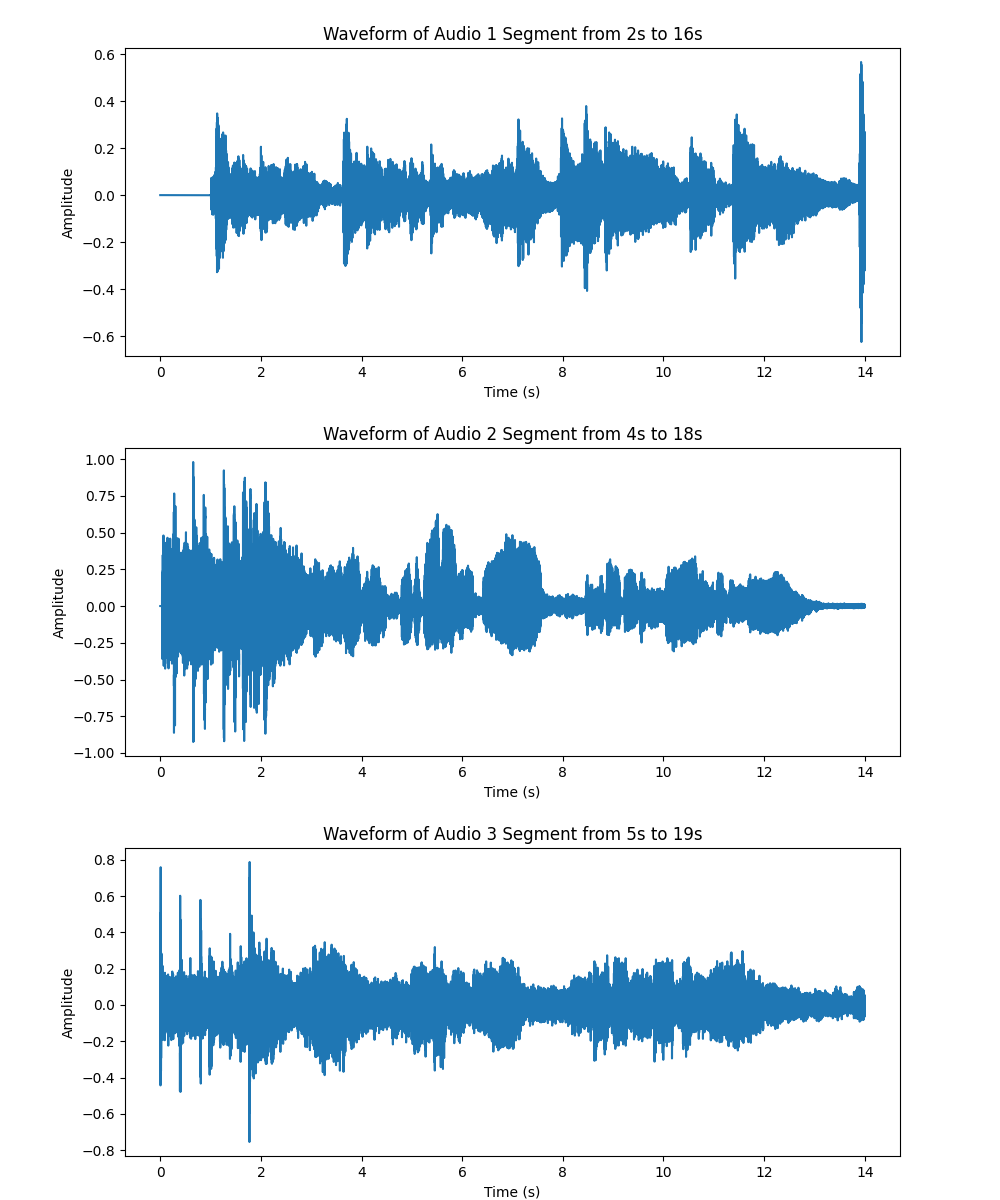 Waveform of Audio 1 Segment from 2s to 16s
0.6
0.4
0.2
0.0
−0.2
−0.4
−0.6
Amplitude
0 2 4 6 8 10 12 14
Time (s)
Waveform of Audio 2 Segment from 4s to 18s
1.00
0.75
0.50
0.25
0.00
−0.25
−0.50
−0.75
−1.00
Amplitude
0 2 4 6 8 10 12 14
Time (s)
Waveform of Audio 3 Segment from 5s to 19s
0.8
0.6
0.4
0.2
0.0
−0.2
−0.4
−0.6
−0.8
Amplitude
0 2 4 6 8 10 12 14
Time (s)